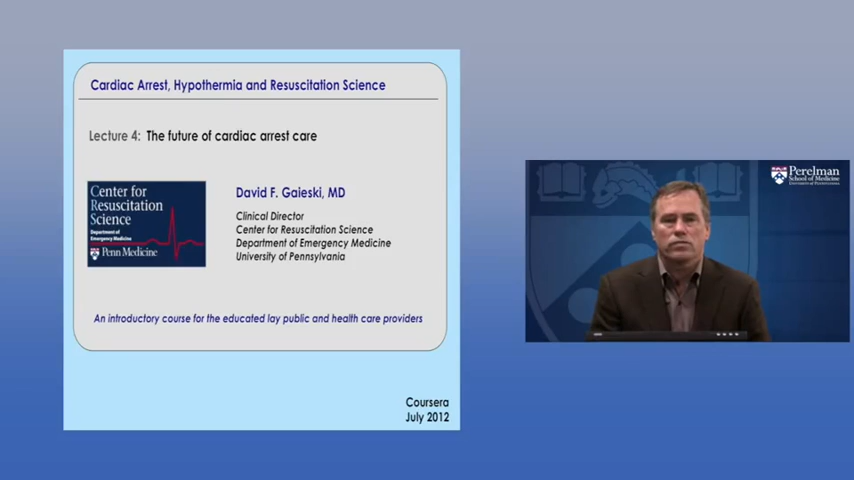 Cardiac Arrest, Hypothermia and Resuscitation Science
Lecture 4: The future of cardiac arrest care
Center for
Resuscitation
Science
Department of
Emergency Medicine
Penn Medicine
David F. Gaieski, MD
Clinical Director
Center for Resuscitation Science
Department of Emergency Medicine
University of Pennsylvania
An introductory course for the educated lay public and health care providers
Coursera
July 2012
Perelman
School of Medicine
University of Pennsylvania